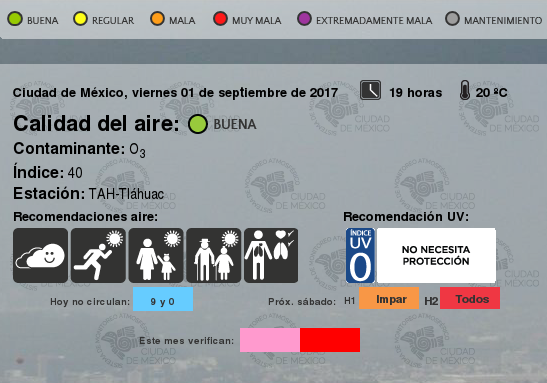 BUENA REGULAR MALA MUY MALA EXTREMADAMENTE MALA MANTENIMIENTO
Ciudad de México, viernes 01 de septiembre de 2017 19 horas 20 ºC
Calidad del aire: BUENA
Contaminante: O3
Índice: 40
Estación: TAH-Tláhuac
Recomendaciones aire: Recomendación UV:
ÍNDICE
UV
0
NO NECESITA
PROTECCIÓN
Hoy no circulan: 9 y 0 Próx. sábado: H1 Impar H2 Todos
Este mes verifican:
CIUDAD
DE MÉXICO